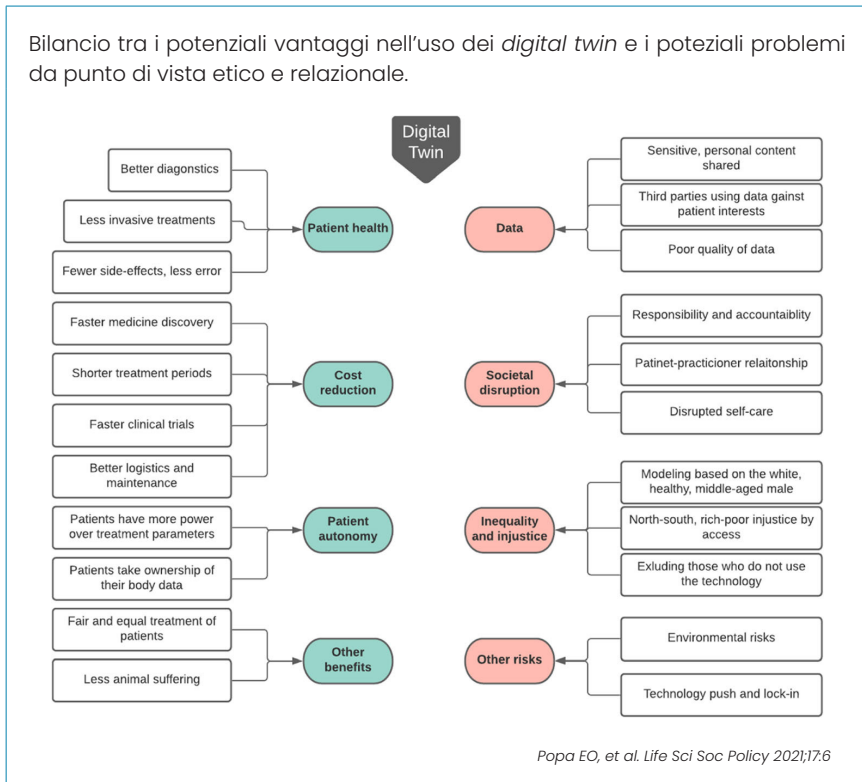 Bilancio tra i potenziali vantaggi nell'uso dei digital twin e i poteziali problemi
da punto di vista etico e relazionale.
Digital
Twin
Better diagonstics
Less invasive treatments
Fewer side-effects, less error
Patient health
Faster medicine discovery
Shorter treatment periods
Faster clinical trials
Better logistics and
maintenance
Cost
reduction
Patients have more power
over treatment parameters
Patients take ownership of
their body data
Patient
autonomy
Fair and equal treatment of
patients
Less animal suffering
Other
benefits
Sensitive, personal content
shared
Third parties using data gainst
patient interests
Poor quality of data
Data
Responsibility and accountaiblity
Patinet-practicioner relaitonship
Disrupted self-care
Societal
disruption
Modeling based on the white,
healthy, middle-aged male
North-south, rich-poor injustice by
access
Exluding those who do not use
the technology
Inequality
and injustice
Environmental risks
Technology push and lock-in
Other risks
Popa EO, et al. Life Sci Soc Policy 2021;17:6